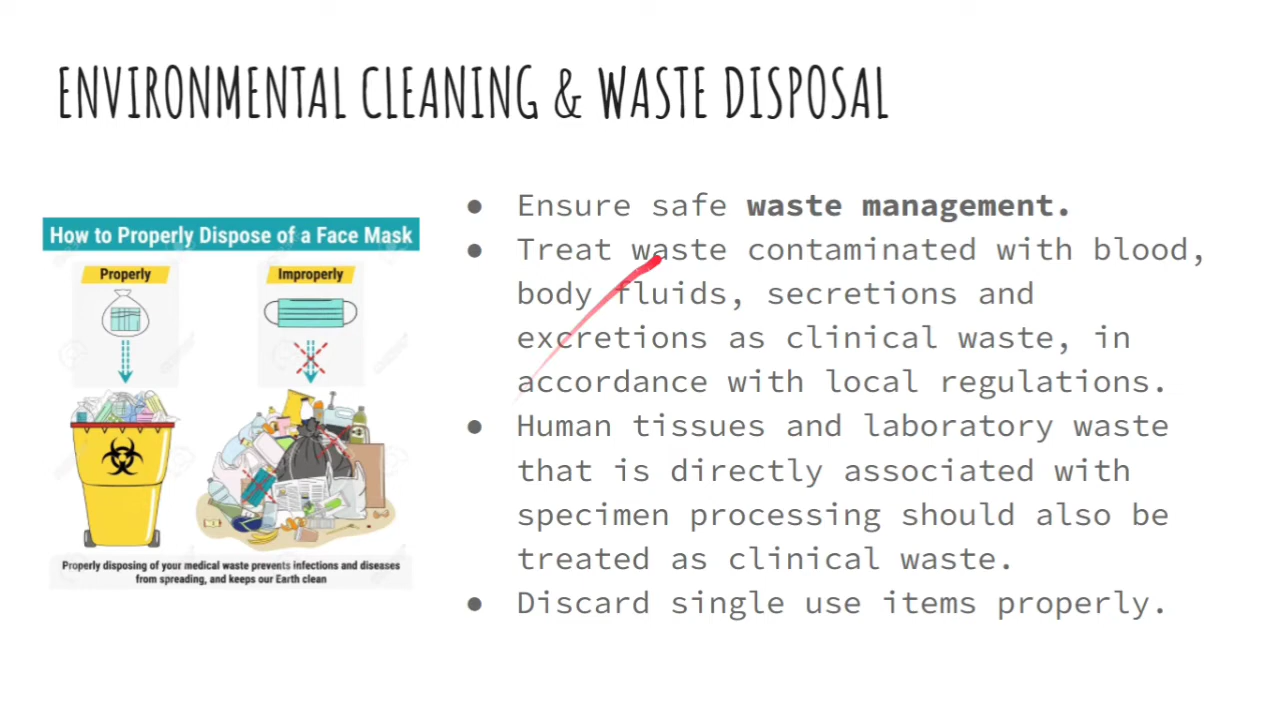 ENVIRONMENTAL CLEANING & WASTE DISPOSAL
How to Properly Dispose of a Face Mask
Properly
Improperly
Properly disposing of your medical waste prevents infections and diseases
from spreading, and keeps our Earth clean
● Ensure safe waste management.
● Treat waste contaminated with blood,
body fluids, secretions and
excretions as clinical waste, in
accordance with local regulations.
● Human tissues and laboratory waste
that is directly associated with
specimen processing should also be
treated as clinical waste.
● Discard single use items properly.